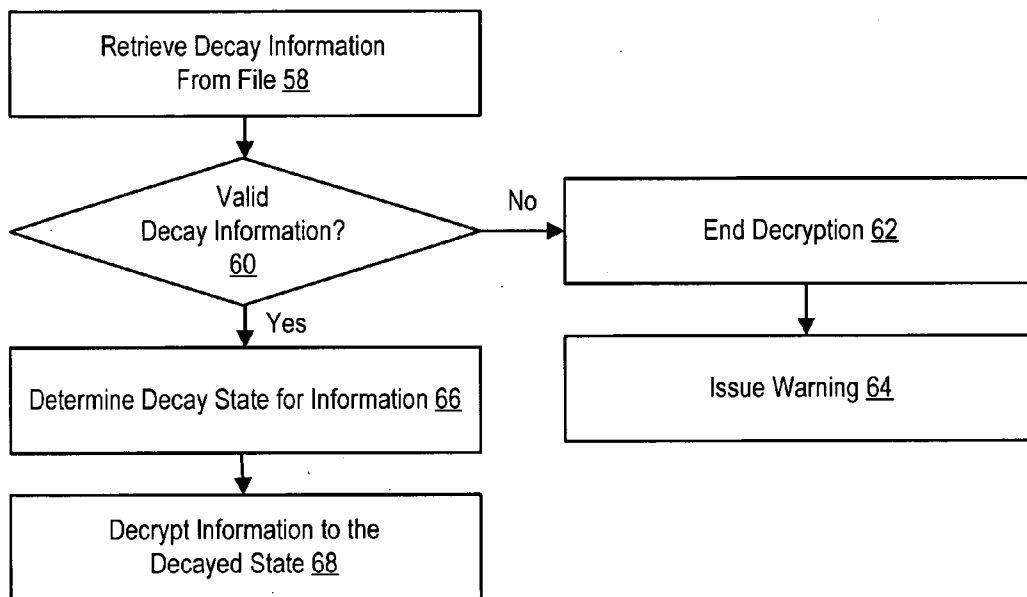 Retrieve Decay Information
From File 58
Valid
Decay Information?
60
No
End Decryption 62
Yes
Issue Warning 64
Determine Decay State for Information 66
Decrypt Information to the
Decayed State 68